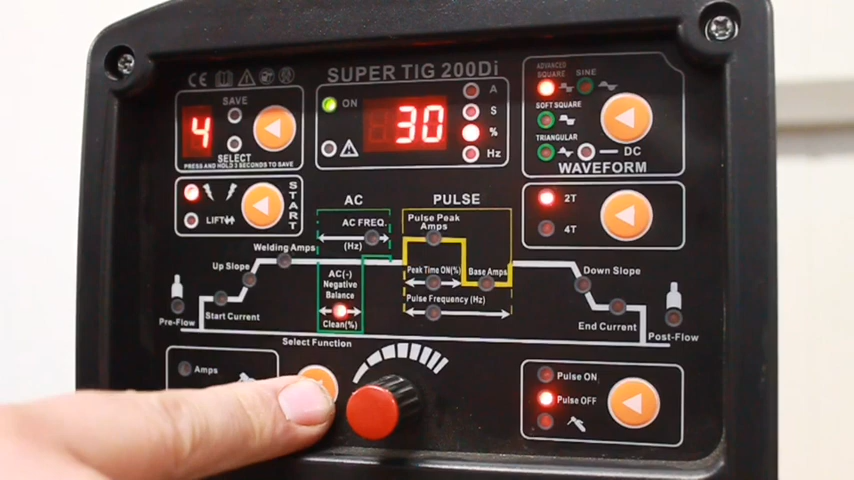 CE
SUPER TIG 200Di
SAVE
4
SELECT
PRESS AND HOLD 3 SECONDS TO SAVE
ON
30
A
S
%
Hz
ADVANCED
SQUARE
SINE
SOFT SQUARE
TRIANGULAR
DC
WAVEFORM
LIFT
START
2T
4T
AC
PULSE
AC FREQ.
(Hz)
Pulse Peak
Amps
Welding Amps
Up Slope
AC(-)
Negative
Balance
Clean(%)
Peak Time ON(%)
Base Amps
Pulse Frequency (Hz)
Down Slope
Start Current
End Current
Pre-Flow
Post-Flow
Select Function
Amps
Pulse ON
Pulse OFF